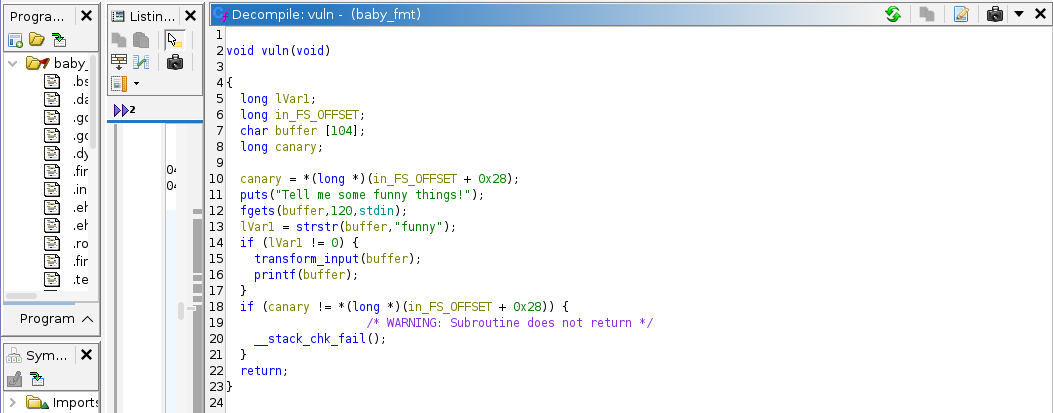 Progra...
Listin...
Decompile: vuln - (baby_fmt)
baby_
.bs
.da
.go
.go
.dy
.fir
.in
.eh
.eh
.ro
.fir
.te
Program
Sym...
Imports
2
04
04
1
2 void vuln(void)
3
4 {
5 long lVar1;
6 long in_FS_OFFSET;
7 char buffer [104];
8 long canary;
9
10 canary = *(long *)(in_FS_OFFSET + 0x28);
11 puts("Tell me some funny things!");
12 fgets(buffer,120,stdin);
13 lVar1 = strstr(buffer,"funny");
14 if (lVar1 != 0) {
15 transform_input(buffer);
16 printf(buffer);
17 }
18 if (canary != *(long *)(in_FS_OFFSET + 0x28)) {
19 /* WARNING: Subroutine does not return */
20 __stack_chk_fail();
21 }
22 return;
23 }
24